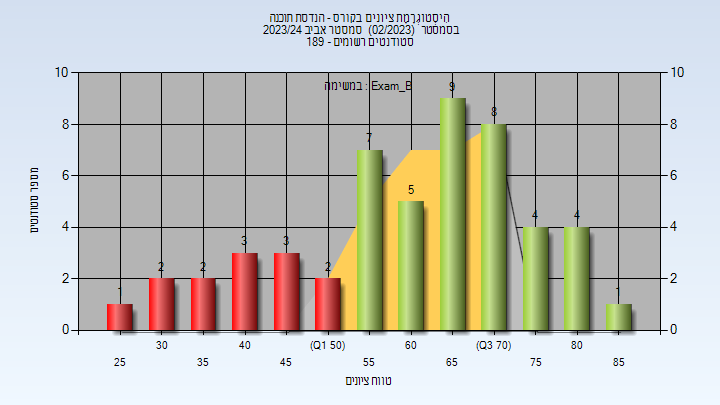 היסטוגרמת ציונים בקורס - הנדסת תוכנה
בסמסטר (02/2023) סמסטר אביב 2023/24
סטודנטים רשומים - 189
במשימה : Exam_B
מספר סטודנטים
10 10
8 8
6 6
4 4
2 2
0 0
1 2 2 3 3 2 7 5 9 8 4 4 1
30 40 (Q1 50) 60 (Q3 70) 80
25 35 45 55 65 75 85
טווח ציונים